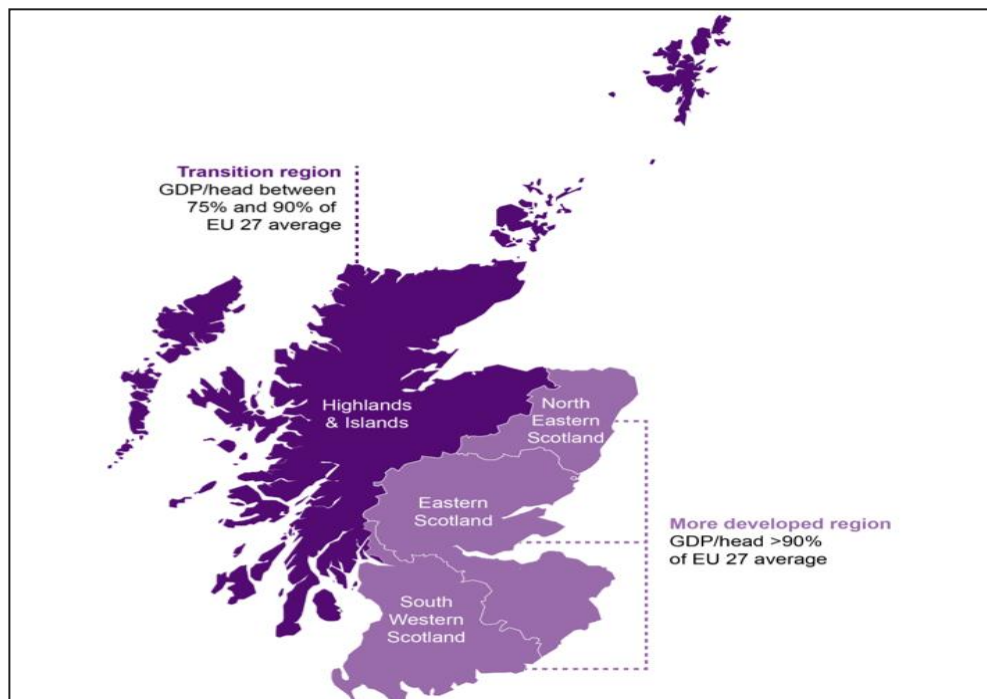 Transition region
GDP/head between
75% and 90% of
EU 27 average
Highlands
& Islands
North
Eastern
Scotland
Eastern
Scotland
More developed region
GDP/head >90%
of EU 27 average
South
Western
Scotland